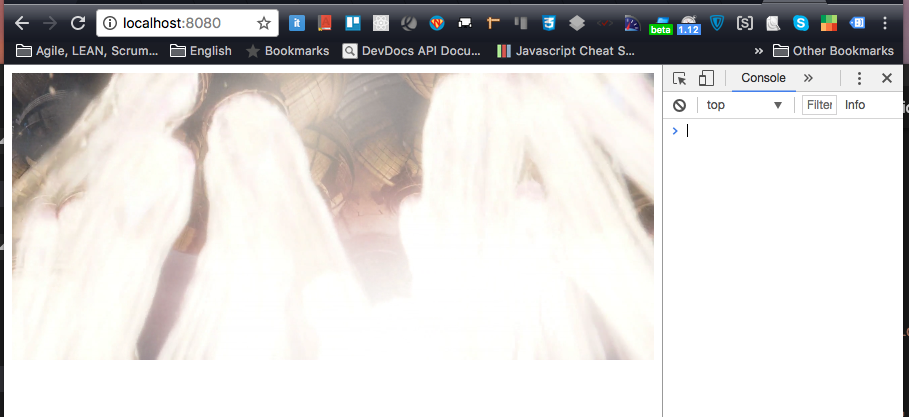 localhost:8080
it
beta
1.12
Agile, LEAN, Scrum...
English
Bookmarks
DevDocs API Docu...
Javascript Cheat S...
»
Other Bookmarks
Console
»
top
Filter
Info